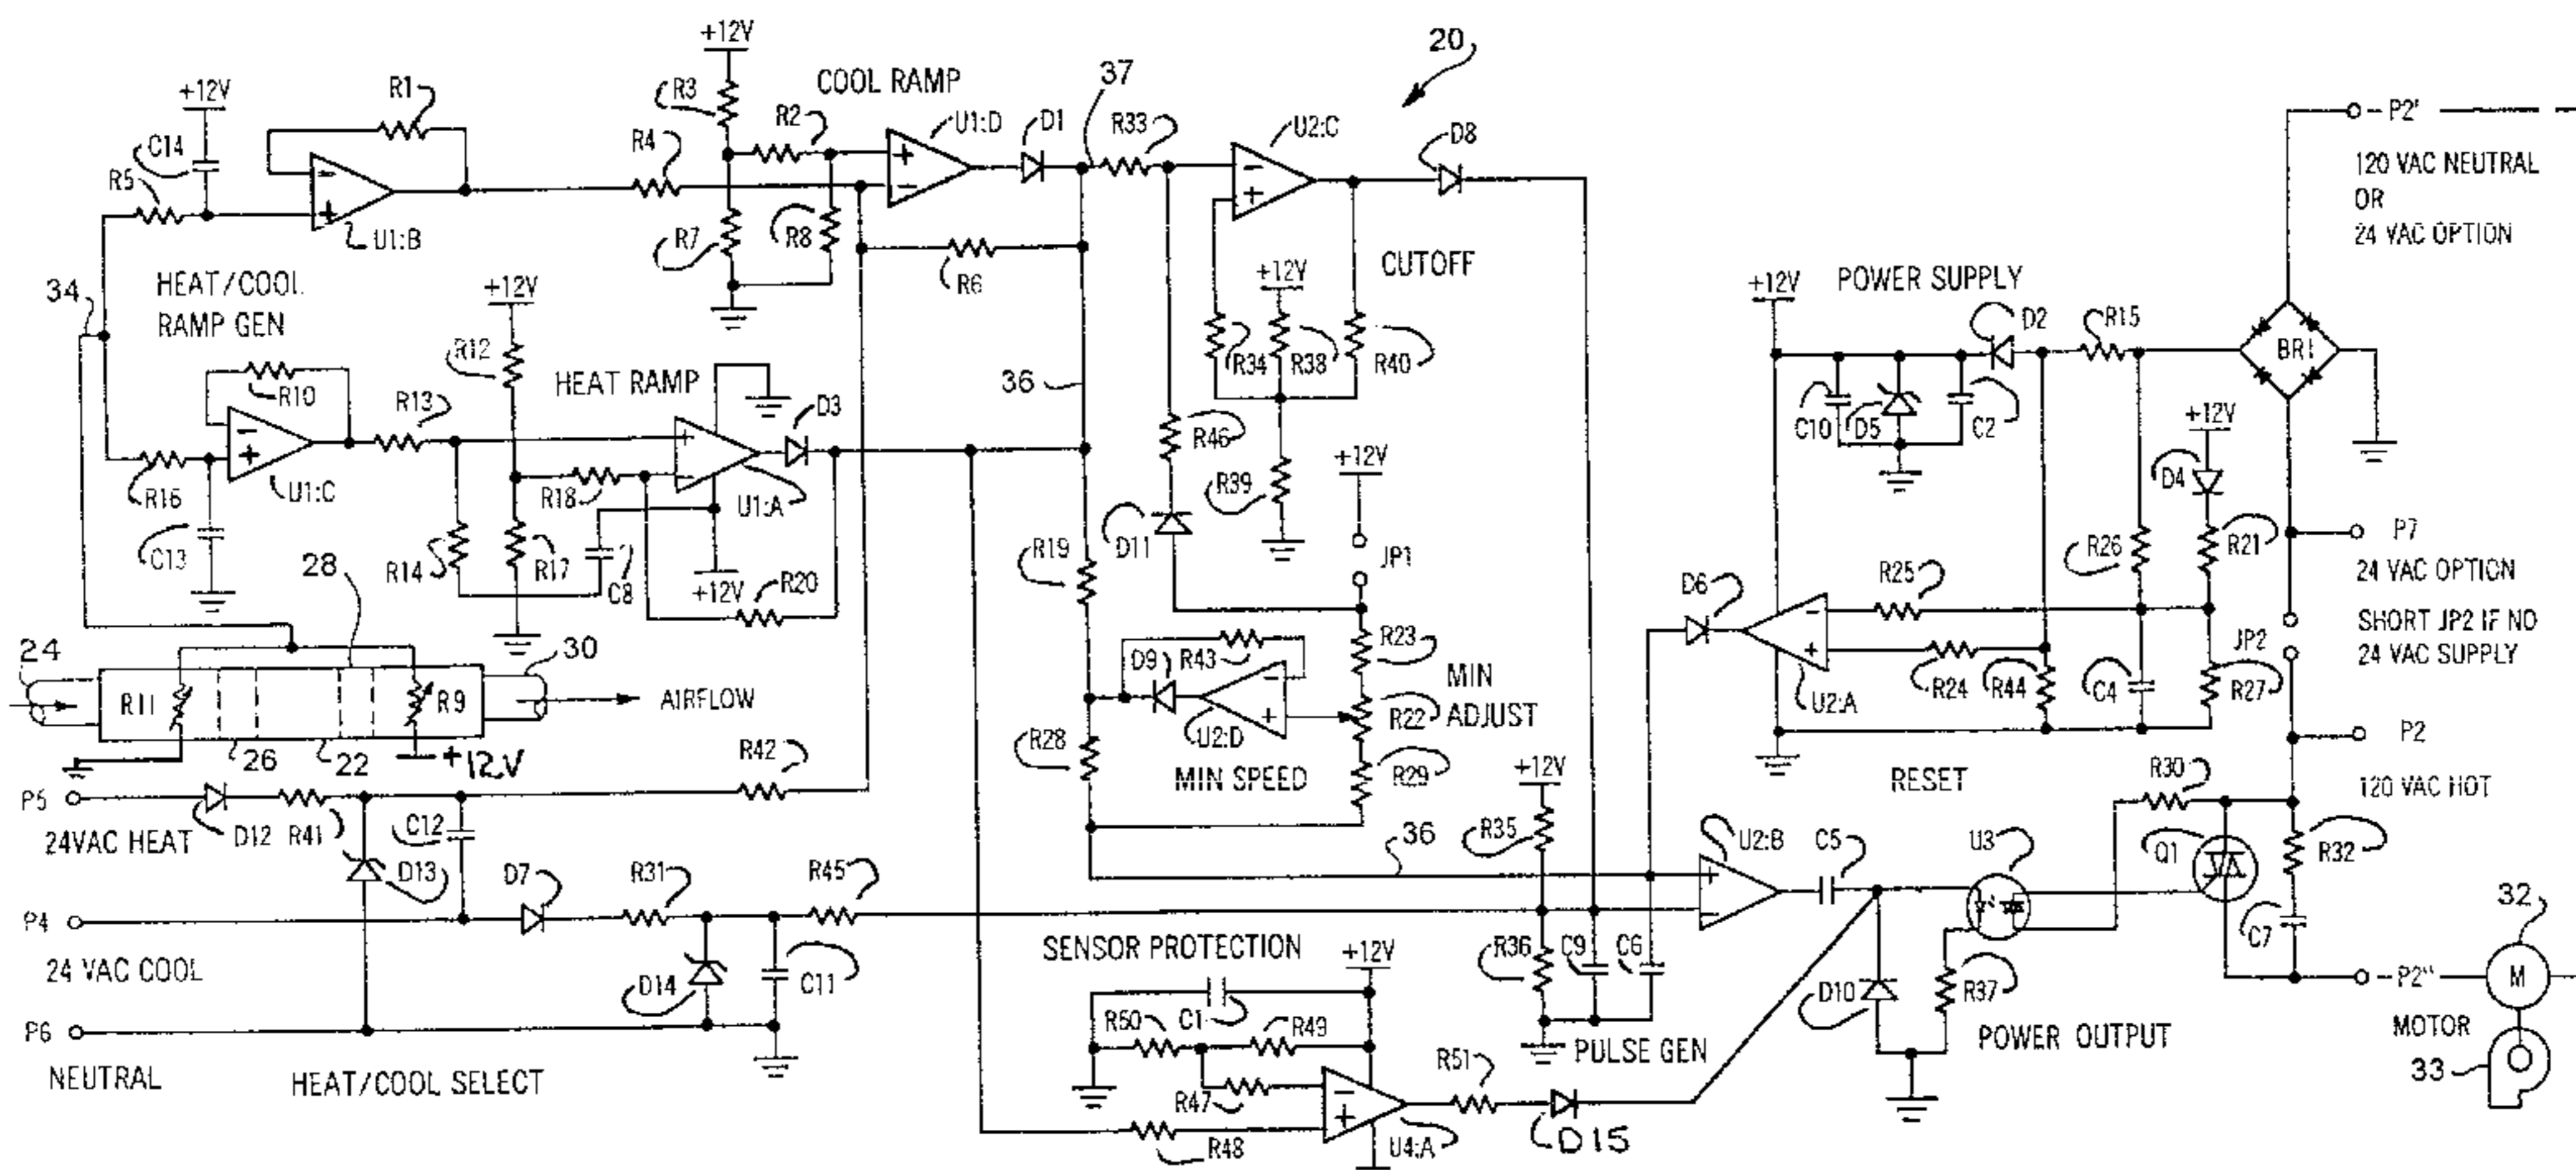 20
+12V
COOL RAMP
37
+12V
R1
R3
R2
U1:D
D1
R33
U2:C
D8
P2'
C14
R4
R5
120 VAC NEUTRAL
OR
24 VAC OPTION
U1:B
R7
R8
R6
CUTOFF
34
HEAT/COOL
RAMP GEN
+12V
+12V
+12V
POWER SUPPLY
D2
R15
R12
R34
R38
R40
BR1
HEAT RAMP
36
R10
R13
D3
C10
D5
C2
+12V
R46
+12V
D4
R16
U1:C
R18
U1:A
R39
C13
R14
R17
C8
+12V
D11
R19
JP1
R26
R21
P7
24 VAC OPTION
28
R20
D6
R25
SHORT JP2 IF NO
24 VAC SUPPLY
JP2
24
30
R43
R23
R11
R9
AIRFLOW
D9
MIN
ADJUST
R22
R24
R44
C4
R27
U2:A
U2:D
26
22
+12V
R42
R28
MIN SPEED
R29
+12V
RESET
R30
P2
120 VAC HOT
P5
24VAC HEAT
D12
R41
C12
D13
36
R35
U2:B
C5
U3
Q1
R32
D7
R31
R45
P4
24 VAC COOL
D14
C11
SENSOR PROTECTION
+12V
R36
C9
C6
D10
R37
C7
32
P2"
M
MOTOR
P6
NEUTRAL
HEAT/COOL SELECT
C1
R50
R49
PULSE GEN
POWER OUTPUT
33
R47
R51
R48
U4:A
D15